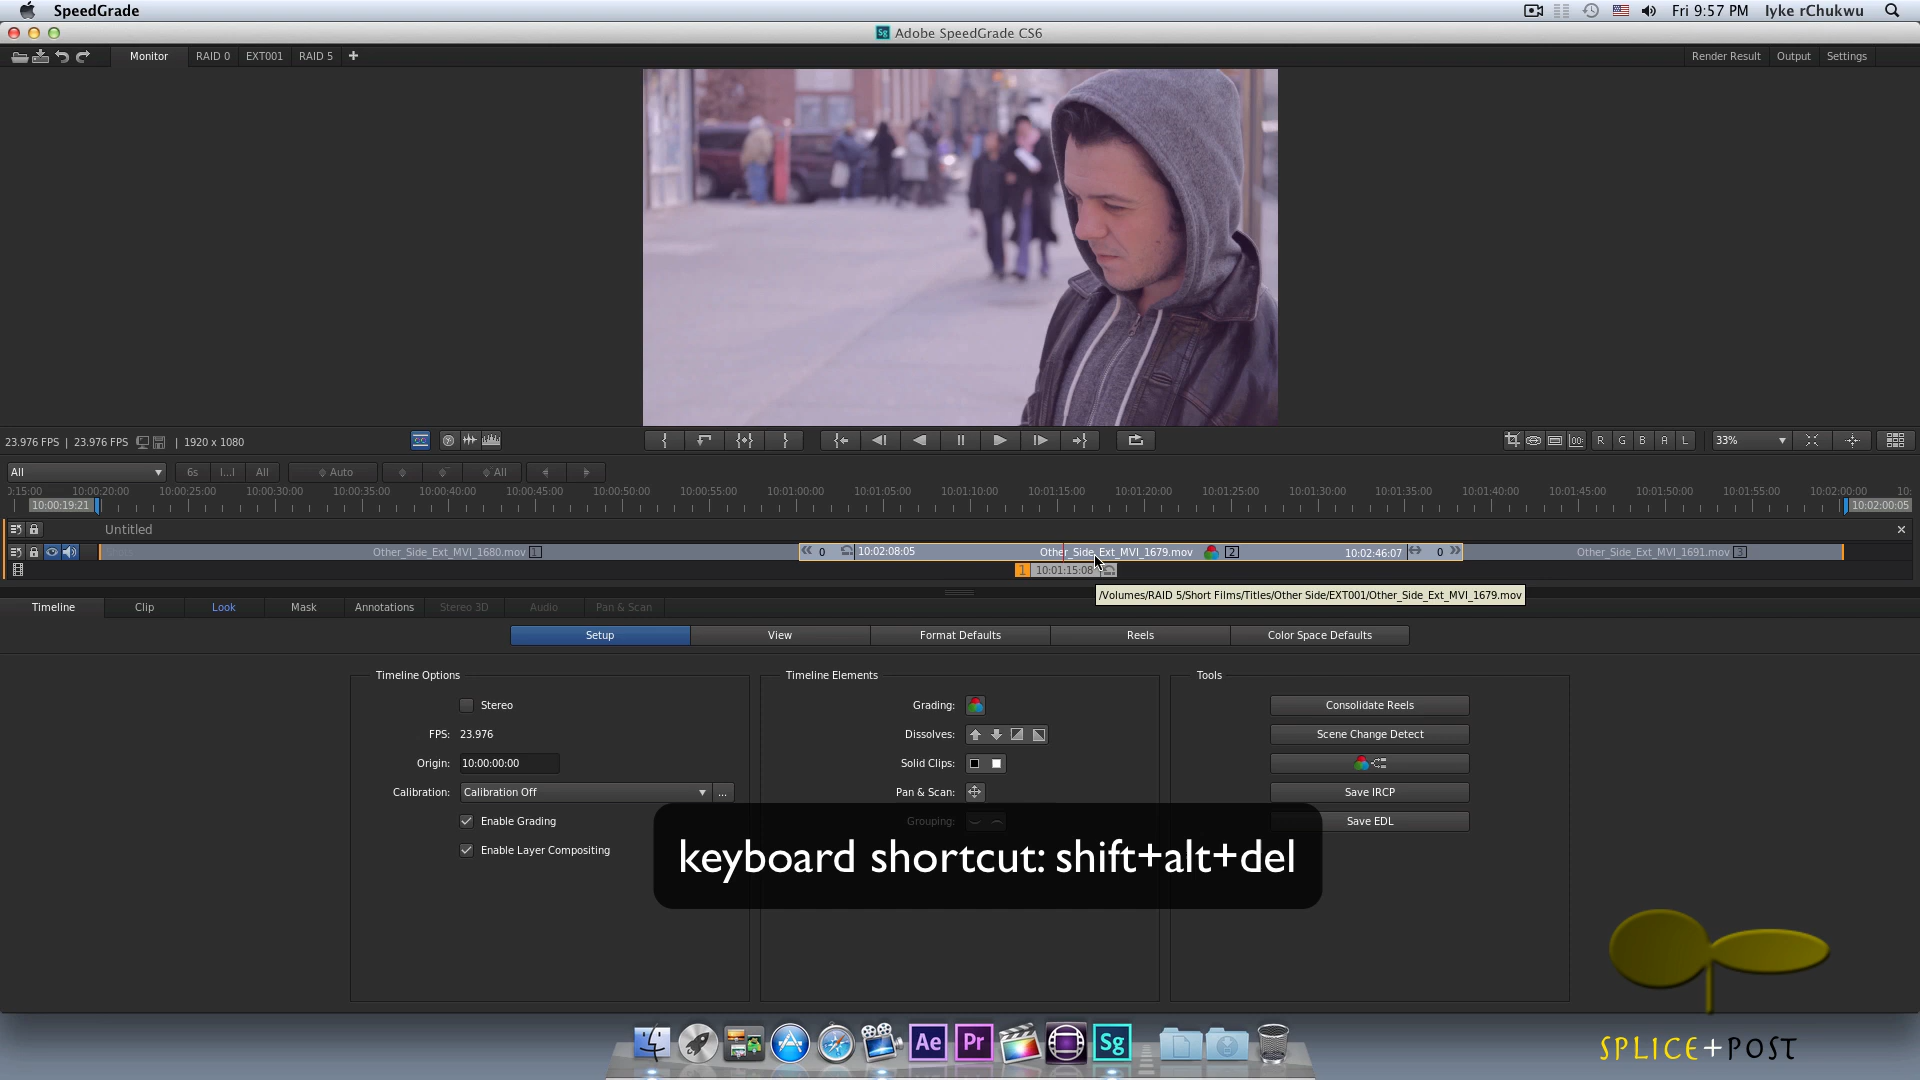 SpeedGrade
Fri 9:57 PM Iyke rChukwu
Sg Adobe SpeedGrade CS6
Monitor RAID 0 EXT001 RAID 5 +
Render Result Output Settings
23.976 FPS | 23.976 FPS | 1920 x 1080
R G B A L 33%
All 6s |...| All Auto All
10:00:20:00 10:00:25:00 10:00:30:00 10:00:35:00 10:00:40:00 10:00:45:00 10:00:50:00 10:00:55:00 10:01:00:00 10:01:05:00 10:01:10:00 10:01:15:00 10:01:20:00 10:01:25:00 10:01:30:00 10:01:35:00 10:01:40:00 10:01:45:00 10:01:50:00 10:01:55:00 10:02:00:00
10:00:19:21 10:02:00:05
Untitled
Other_Side_Ext_MVI_1680.mov 1 0 10:02:08:05 Other_Side_Ext_MVI_1679.mov 2 10:02:46:07 0 Other_Side_Ext_MVI_1691.mov 3
1 10:01:15:08
/Volumes/RAID 5/Short Films/Titles/Other Side/EXT001/Other_Side_Ext_MVI_1679.mov
Timeline Clip Look Mask Annotations Stereo 3D Audio Pan & Scan
Setup View Format Defaults Reels Color Space Defaults
Timeline Options
Stereo
FPS: 23.976
Origin: 10:00:00:00
Calibration: Calibration Off ...
Enable Grading
Enable Layer Compositing
Timeline Elements
Grading:
Dissolves:
Solid Clips:
Pan & Scan:
Grouping:
Tools
Consolidate Reels
Scene Change Detect
Save IRCP
Save EDL
keyboard shortcut: shift+alt+del
Ae Pr Sg
SPLICE+POST